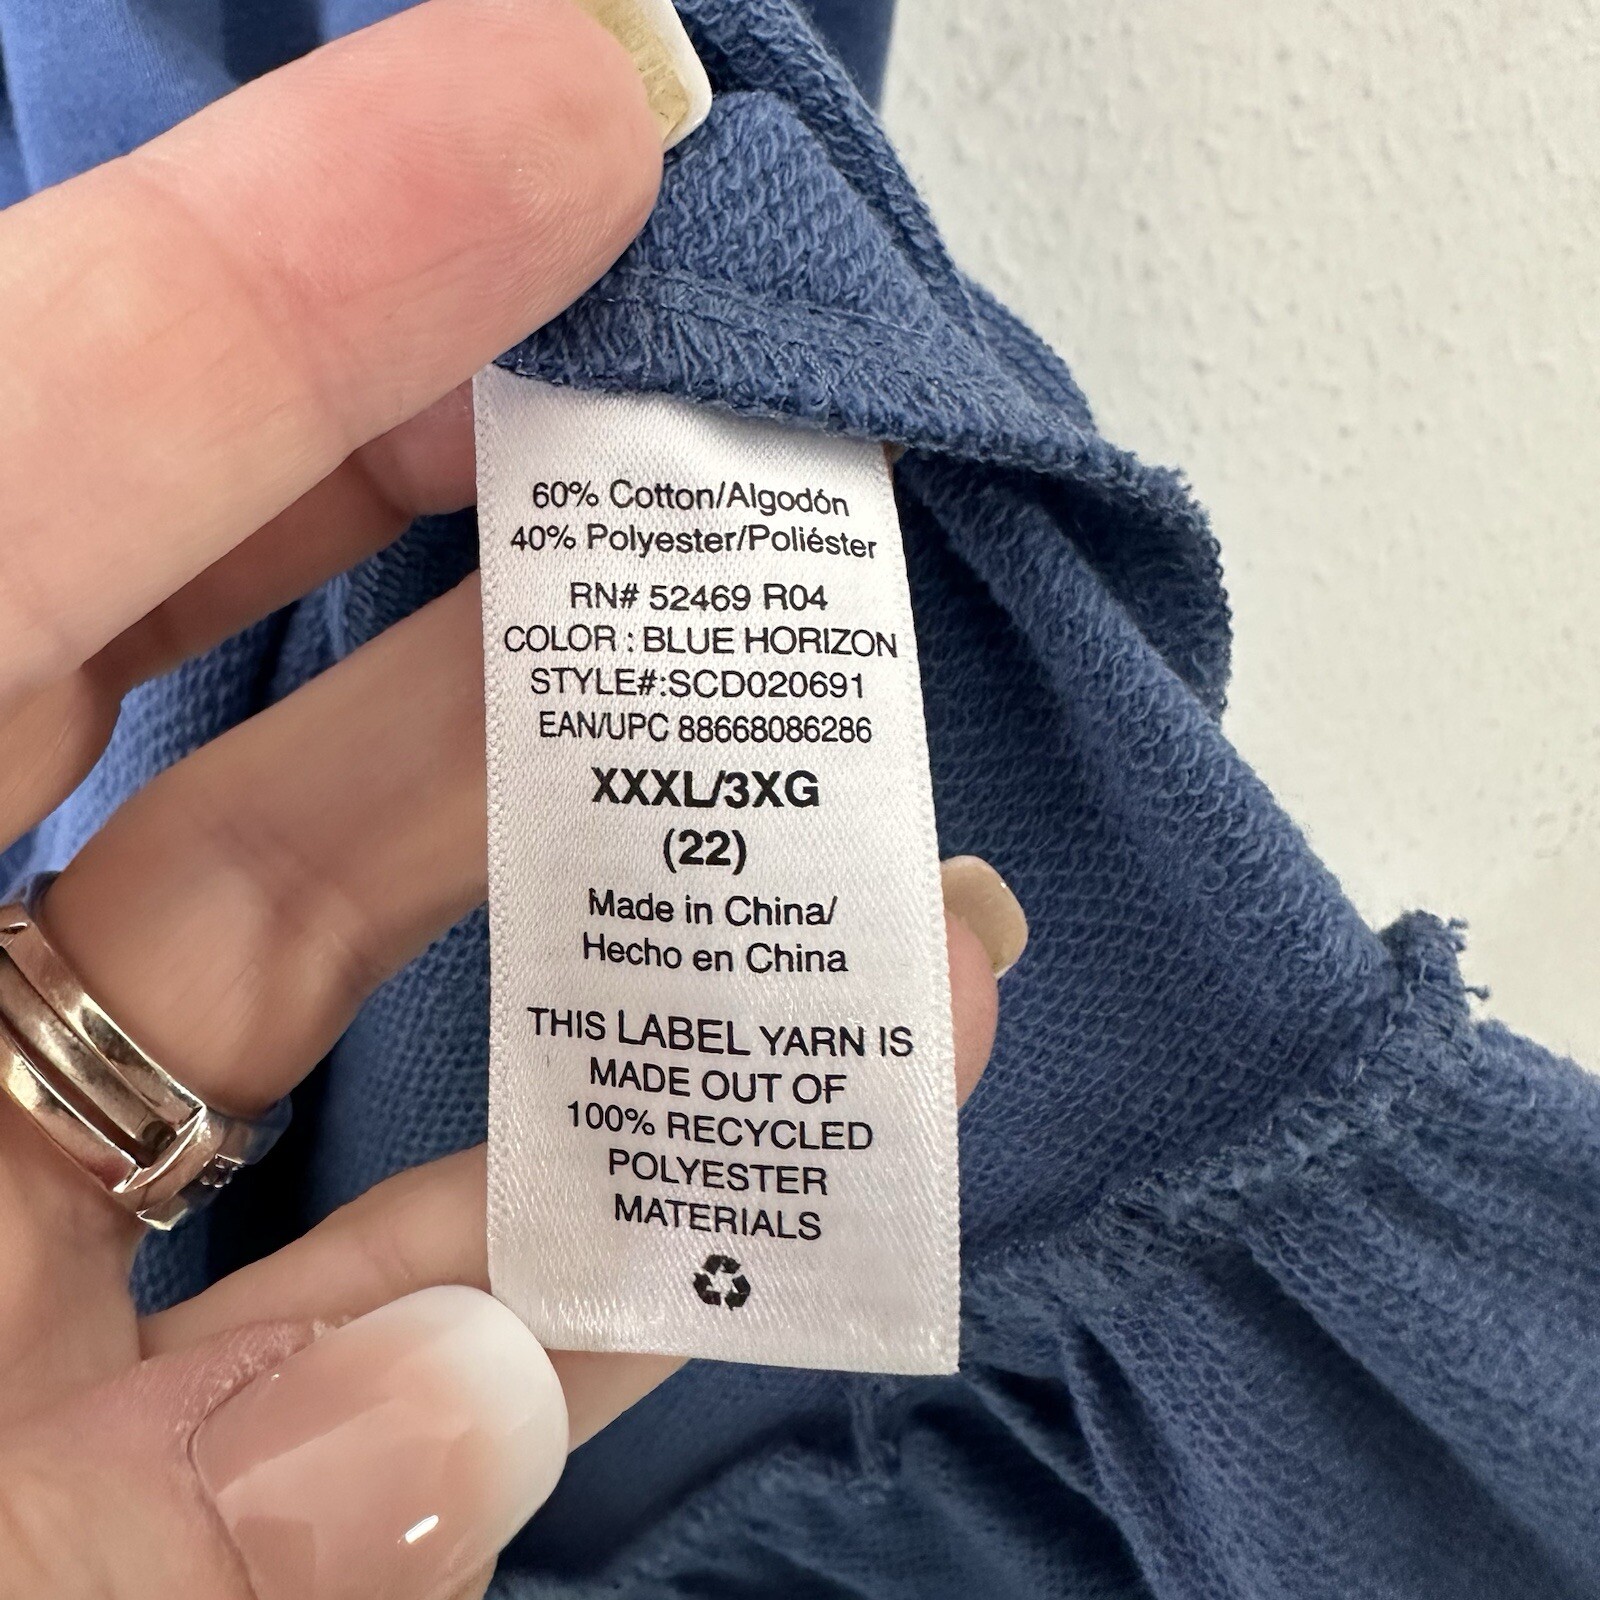 60% Cotton/Algodón
40% Polyester/Poliéster
RN# 52469 R04
COLOR : BLUE HORIZON
STYLE#:SCD020691
EAN/UPC 88668086286
XXXL/3XG
(22)
Made in China/
Hecho en China
THIS LABEL YARN IS
MADE OUT OF
100% RECYCLED
POLYESTER
MATERIALS